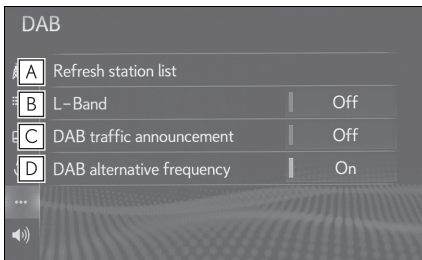 DAB
A Refresh station list
B L-Band Off
C DAB traffic announcement Off
D DAB alternative frequency On